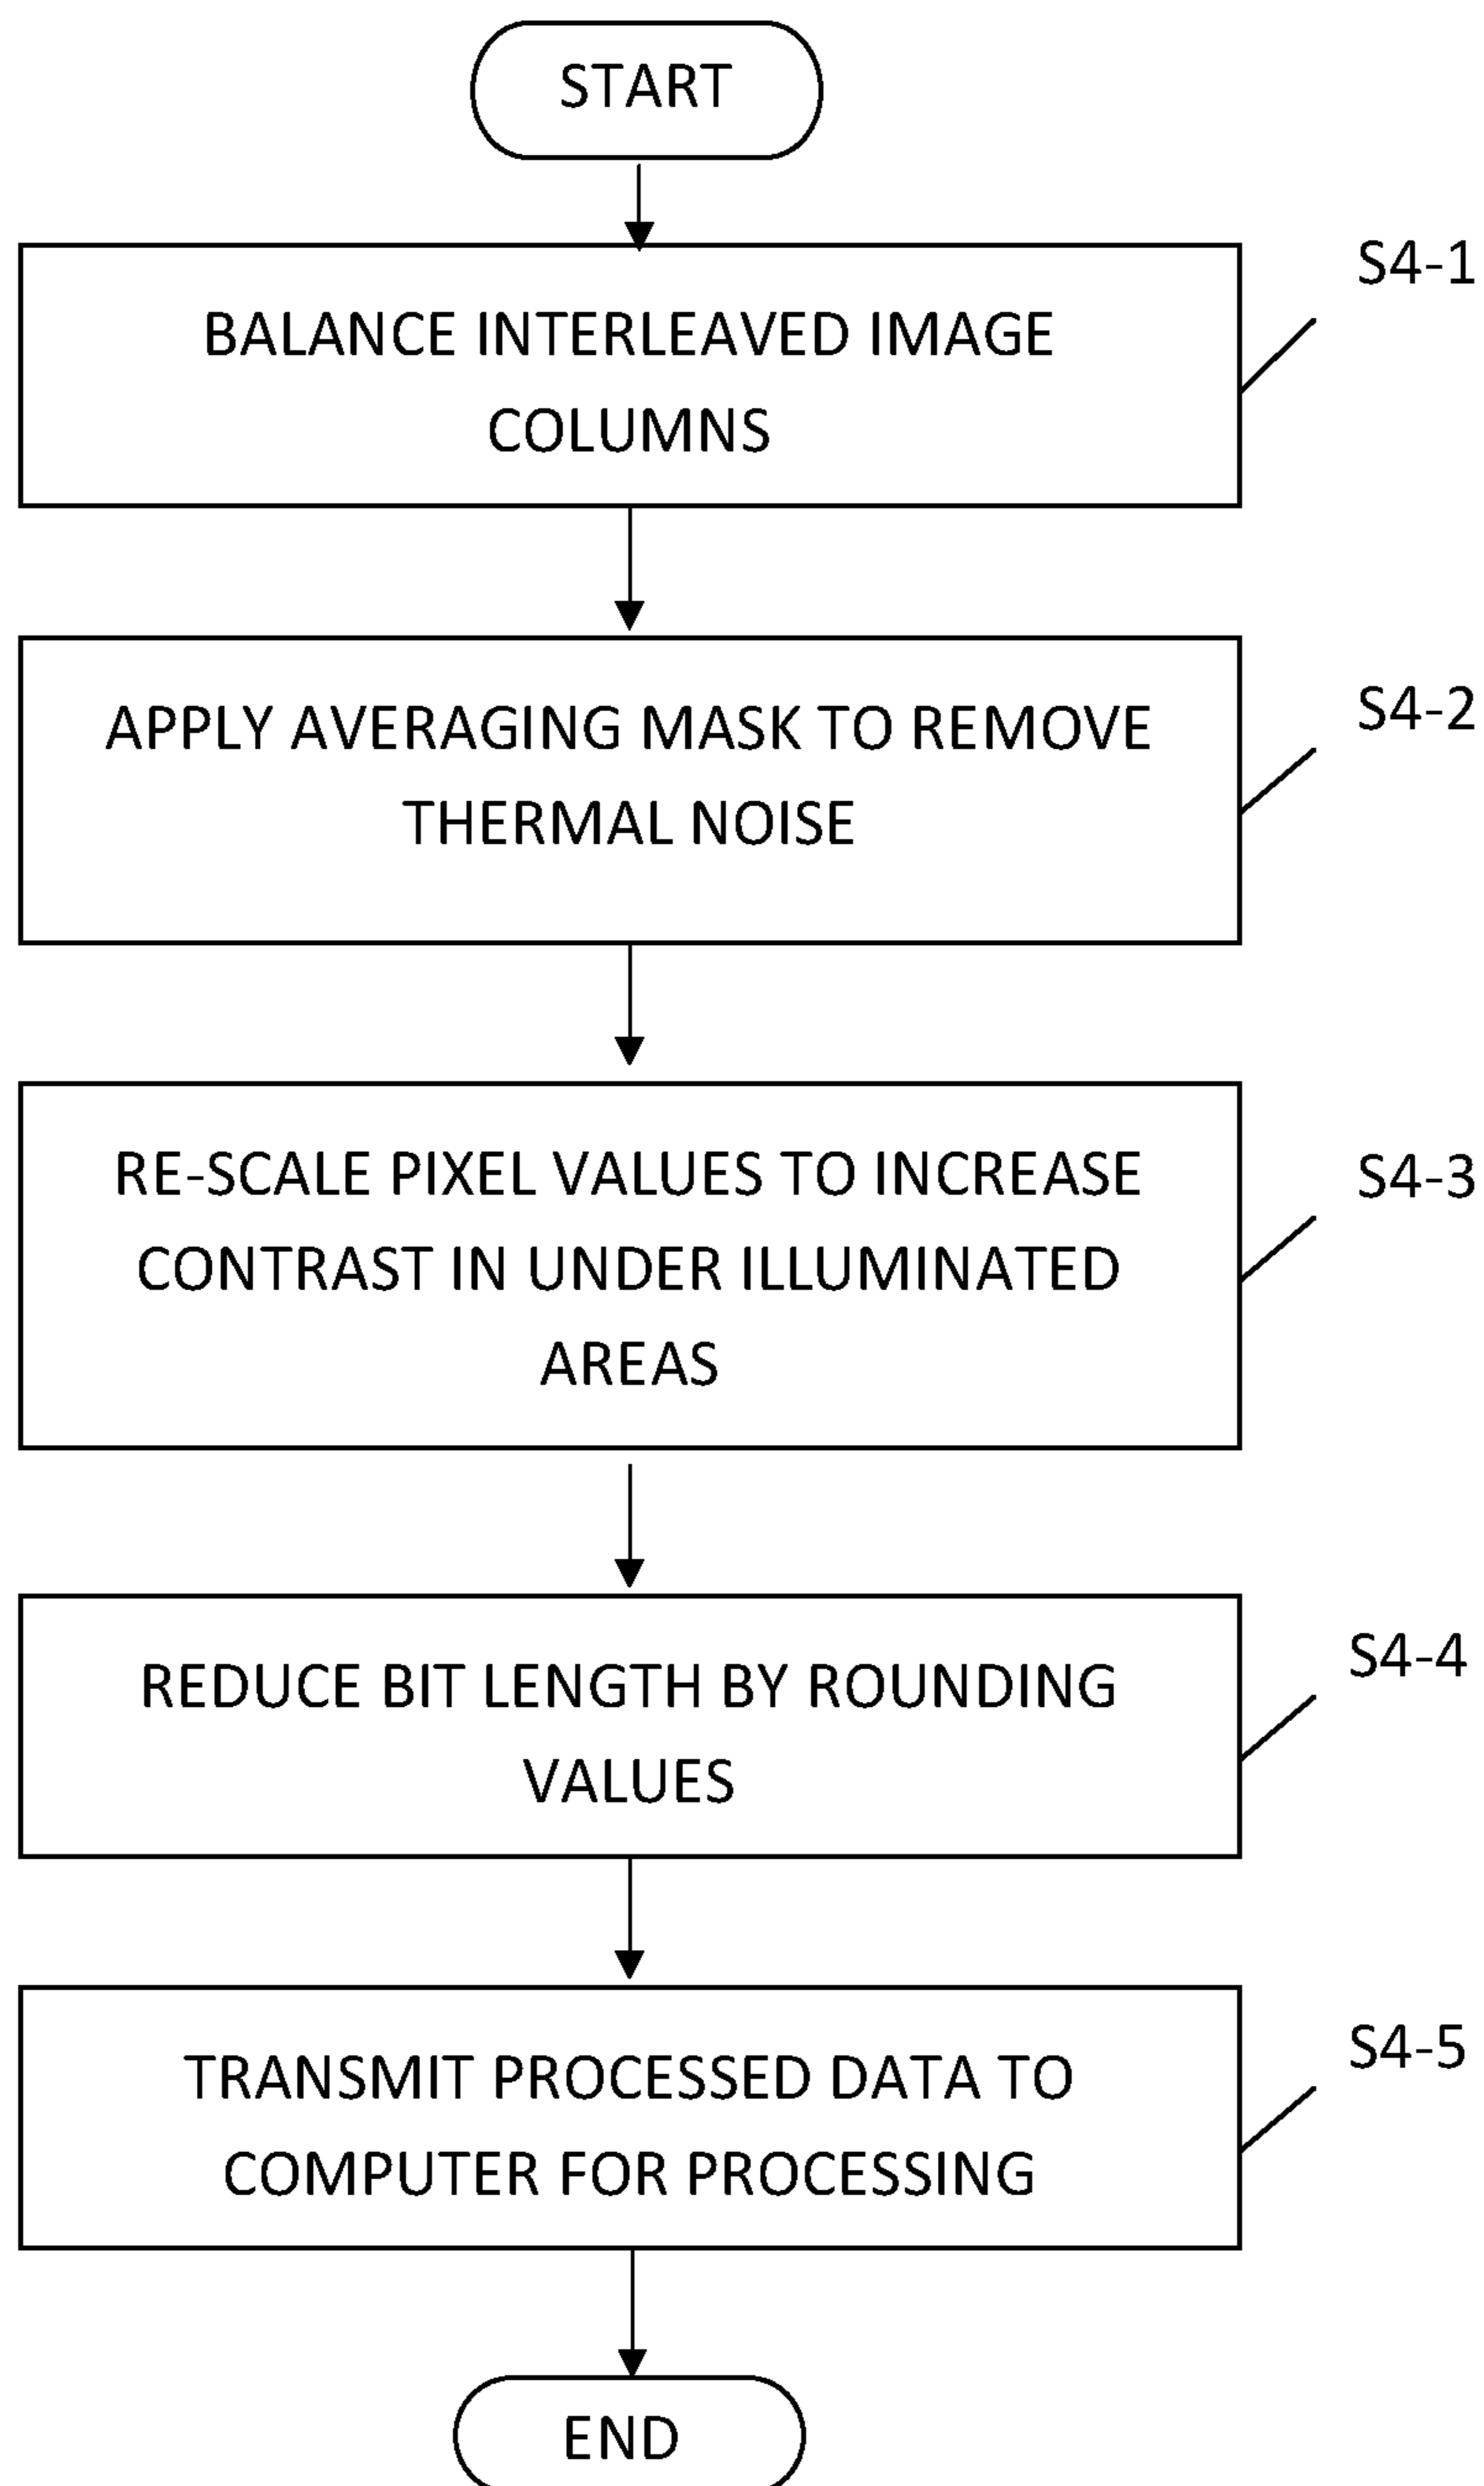 START
S4-1
BALANCE INTERLEAVED IMAGE
COLUMNS
S4-2
APPLY AVERAGING MASK TO REMOVE
THERMAL NOISE
S4-3
RE-SCALE PIXEL VALUES TO INCREASE
CONTRAST IN UNDER ILLUMINATED
AREAS
S4-4
REDUCE BIT LENGTH BY ROUNDING
VALUES
S4-5
TRANSMIT PROCESSED DATA TO
COMPUTER FOR PROCESSING
END